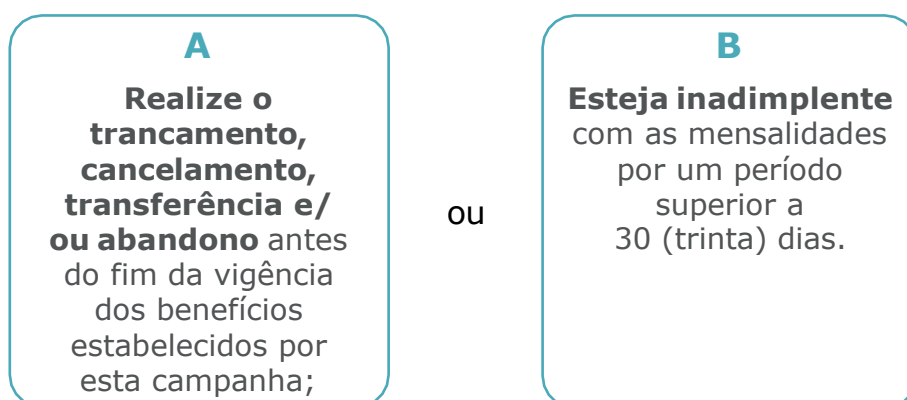 A
Realize o
trancamento,
cancelamento,
transferência e/
ou abandono antes
do fim da vigência
dos benefícios
estabelecidos por
esta campanha;
ou
B
Esteja inadimplente
com as mensalidades
por um período
superior a
30 (trinta) dias.